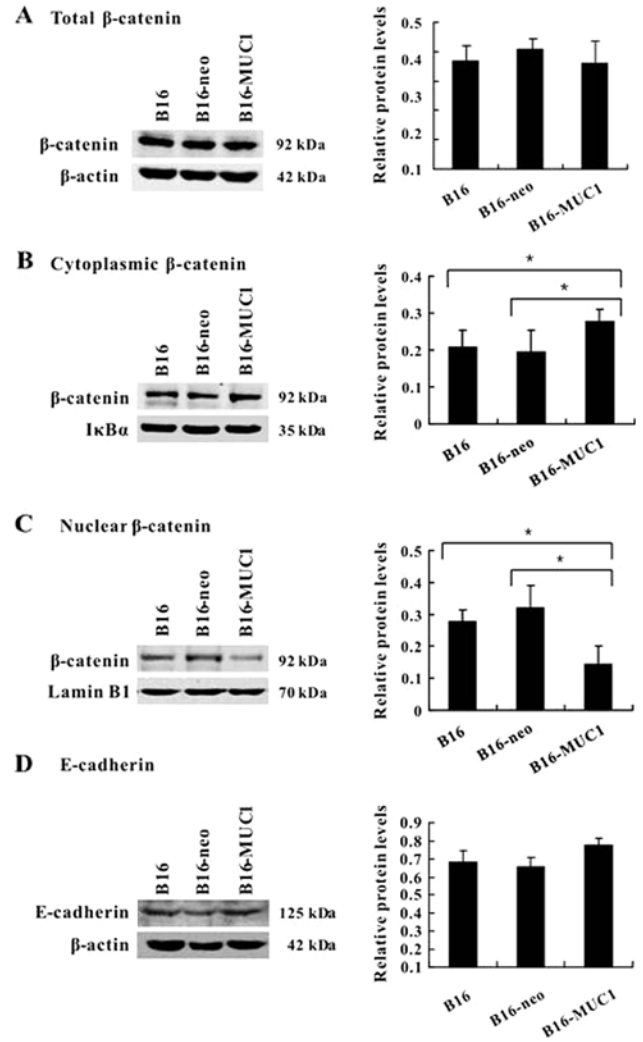 A Total β-catenin
B16
B16-neo
B16-MUC1
β-catenin 92 kDa
β-actin 42 kDa
Relative protein levels
0.5
0.4
0.4
0.2
0.1
B16
B16-neo
B16-MUC1
B Cytoplasmic β-catenin
B16
B16-neo
B16-MUC1
β-catenin 92 kDa
IκBα 35 kDa
Relative protein levels
0.4
0.3
0.2
0.1
0
*
*
B16
B16-neo
B16-MUC1
C Nuclear β-catenin
B16
B16-neo
B16-MUC1
β-catenin 92 kDa
Lamin B1 70 kDa
Relative protein levels
0.5
0.4
0.3
0.2
0.1
0
*
*
B16
B16-neo
B16-MUC1
D E-cadherin
B16
B16-neo
B16-MUC1
E-cadherin 125 kDa
β-actin 42 kDa
Relative protein levels
0.9
0.8
0.7
0.6
0.5
0.4
0.3
0.2
0.1
B16
B16-neo
B16-MUC1